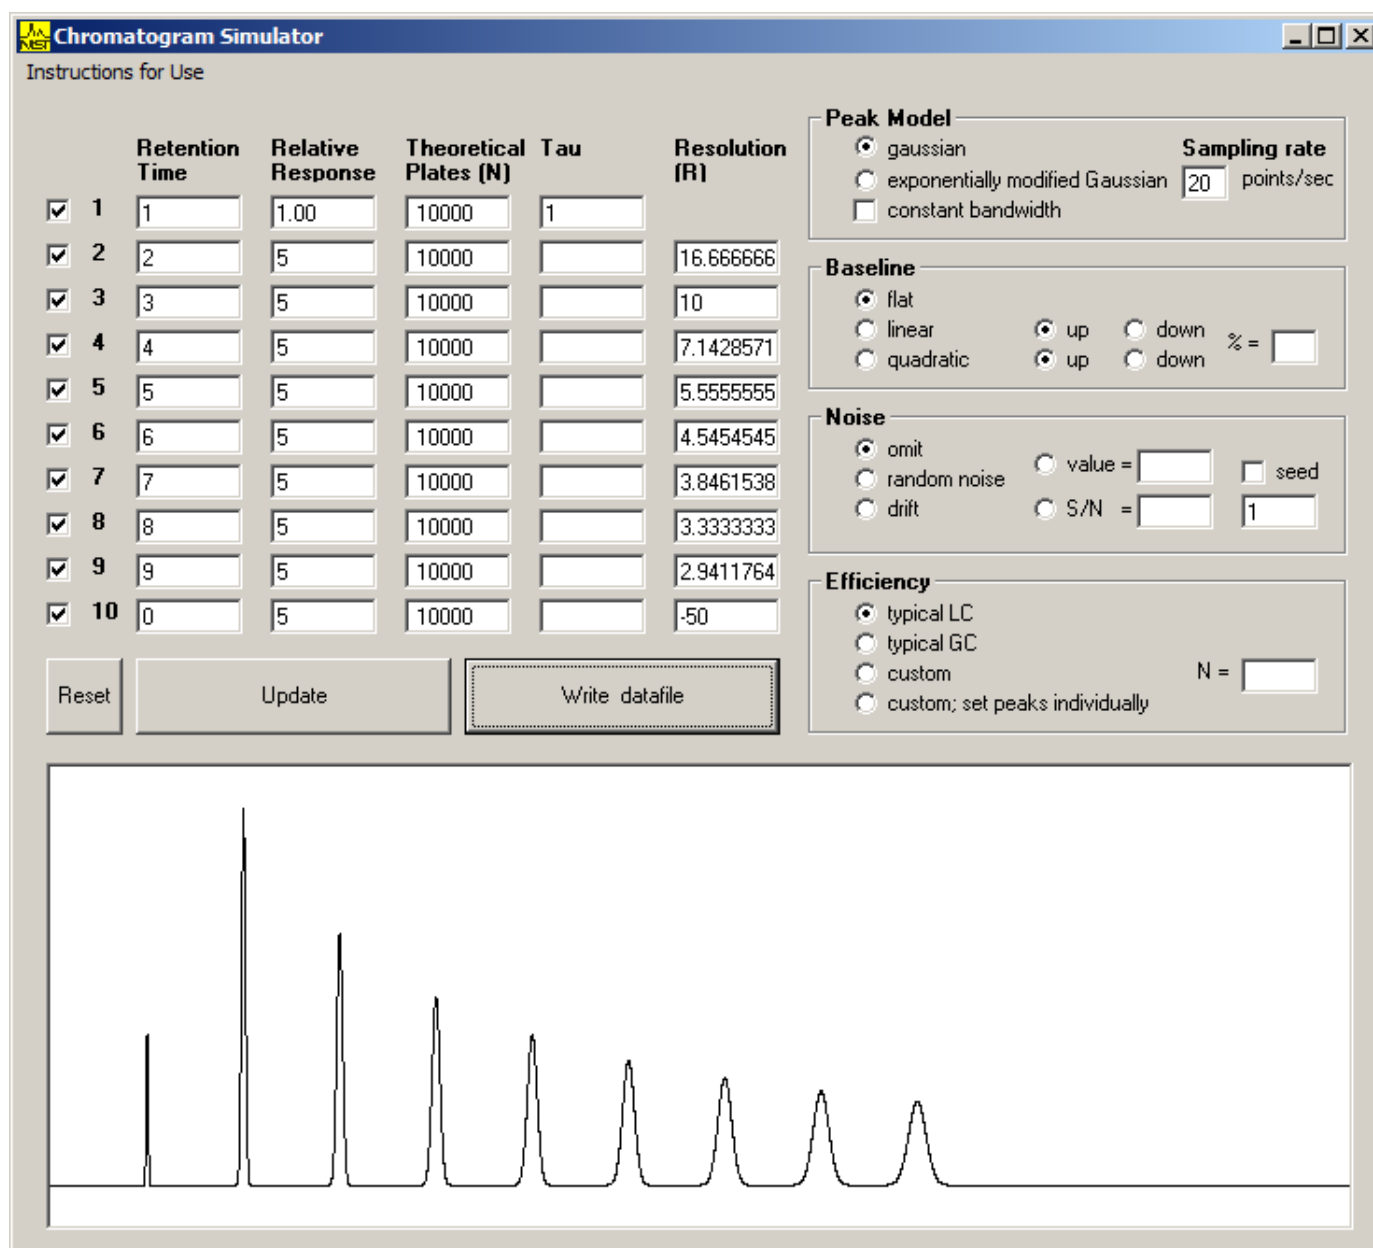 NIST
Chromatogram Simulator
Instructions for Use
Retention Time
Relative Response
Theoretical Plates (N)
Tau
Resolution (R)
1 1 1.00 10000 1
2 2 5 10000 16.666666
3 3 5 10000 10
4 4 5 10000 7.1428571
5 5 5 10000 5.5555555
6 6 5 10000 4.5454545
7 7 5 10000 3.8461538
8 8 5 10000 3.3333333
9 9 5 10000 2.9411764
10 0 5 10000 -50
Reset
Update
Write datafile
Peak Model
gaussian
exponentially modified Gaussian
constant bandwidth
Sampling rate
20 points/sec
Baseline
flat
linear up down
quadratic up down
% =
Noise
omit
random noise
drift
value =
S/N =
seed
1
Efficiency
typical LC
typical GC
custom
custom; set peaks individually
N =